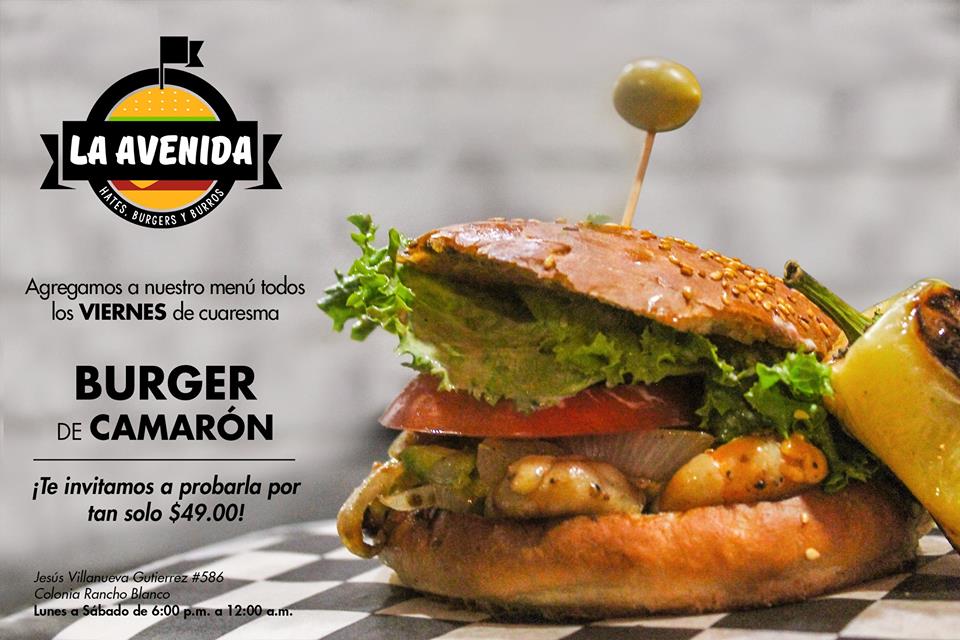 LA AVENIDA
HATES, BURGERS Y BURROS
Agregamos a nuestro menú todos
los VIERNES de cuaresma
BURGER
DE CAMARÓN
¡Te invitamos a probarla por
tan solo $49.00!
Jesús Villanueva Gutierrez #586
Colonia Rancho Blanco
Lunes a Sábado de 6:00 p.m. a 12:00 a.m.